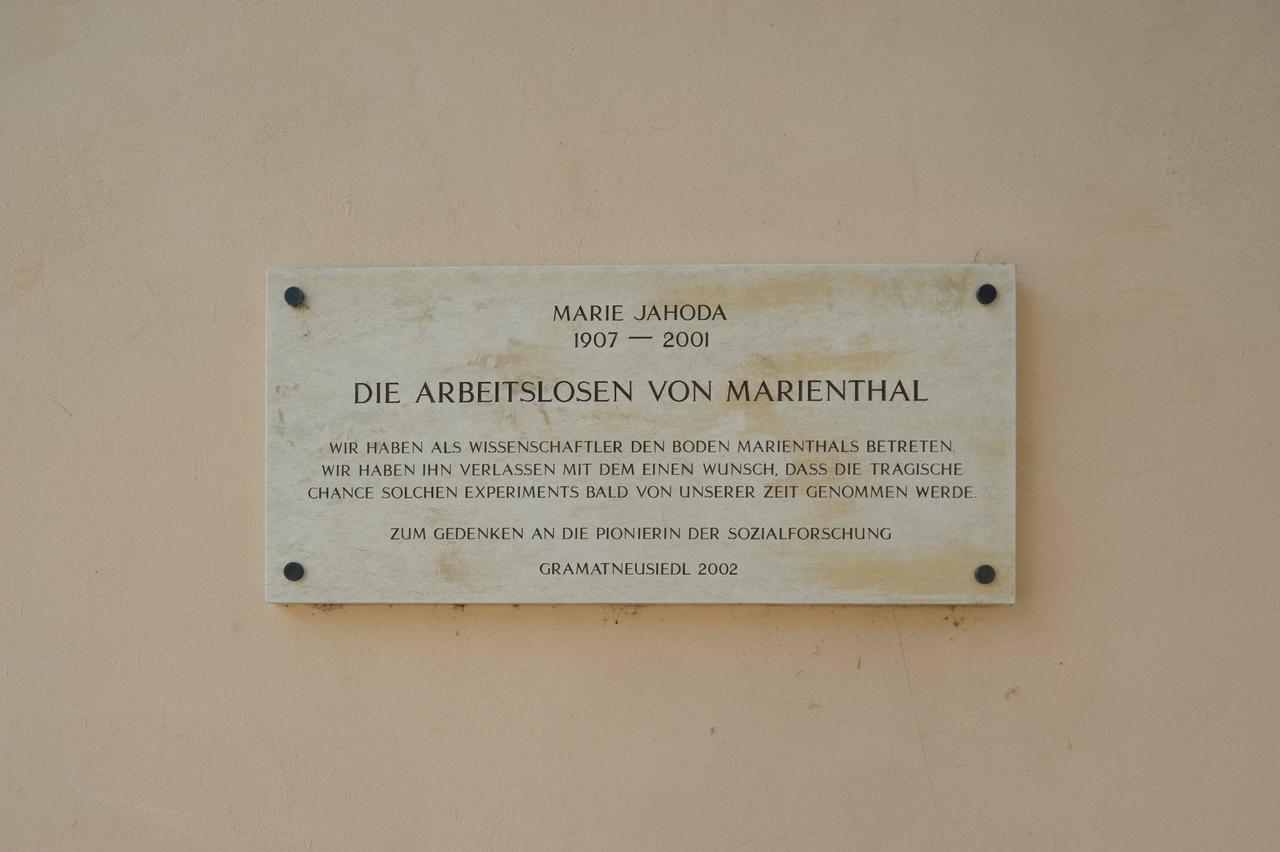 MARIE JAHODA
1907 — 2001
DIE ARBEITSLOSEN VON MARIENTHAL
WIR HABEN ALS WISSENSCHAFTLER DEN BODEN MARIENTHALS BETRETEN.
WIR HABEN IHN VERLASSEN MIT DEM EINEN WUNSCH, DASS DIE TRAGISCHE
CHANCE SOLCHEN EXPERIMENTS BALD VON UNSERER ZEIT GENOMMEN WERDE.
ZUM GEDENKEN AN DIE PIONIERIN DER SOZIALFORSCHUNG
GRAMATNEUSIEDL 2002